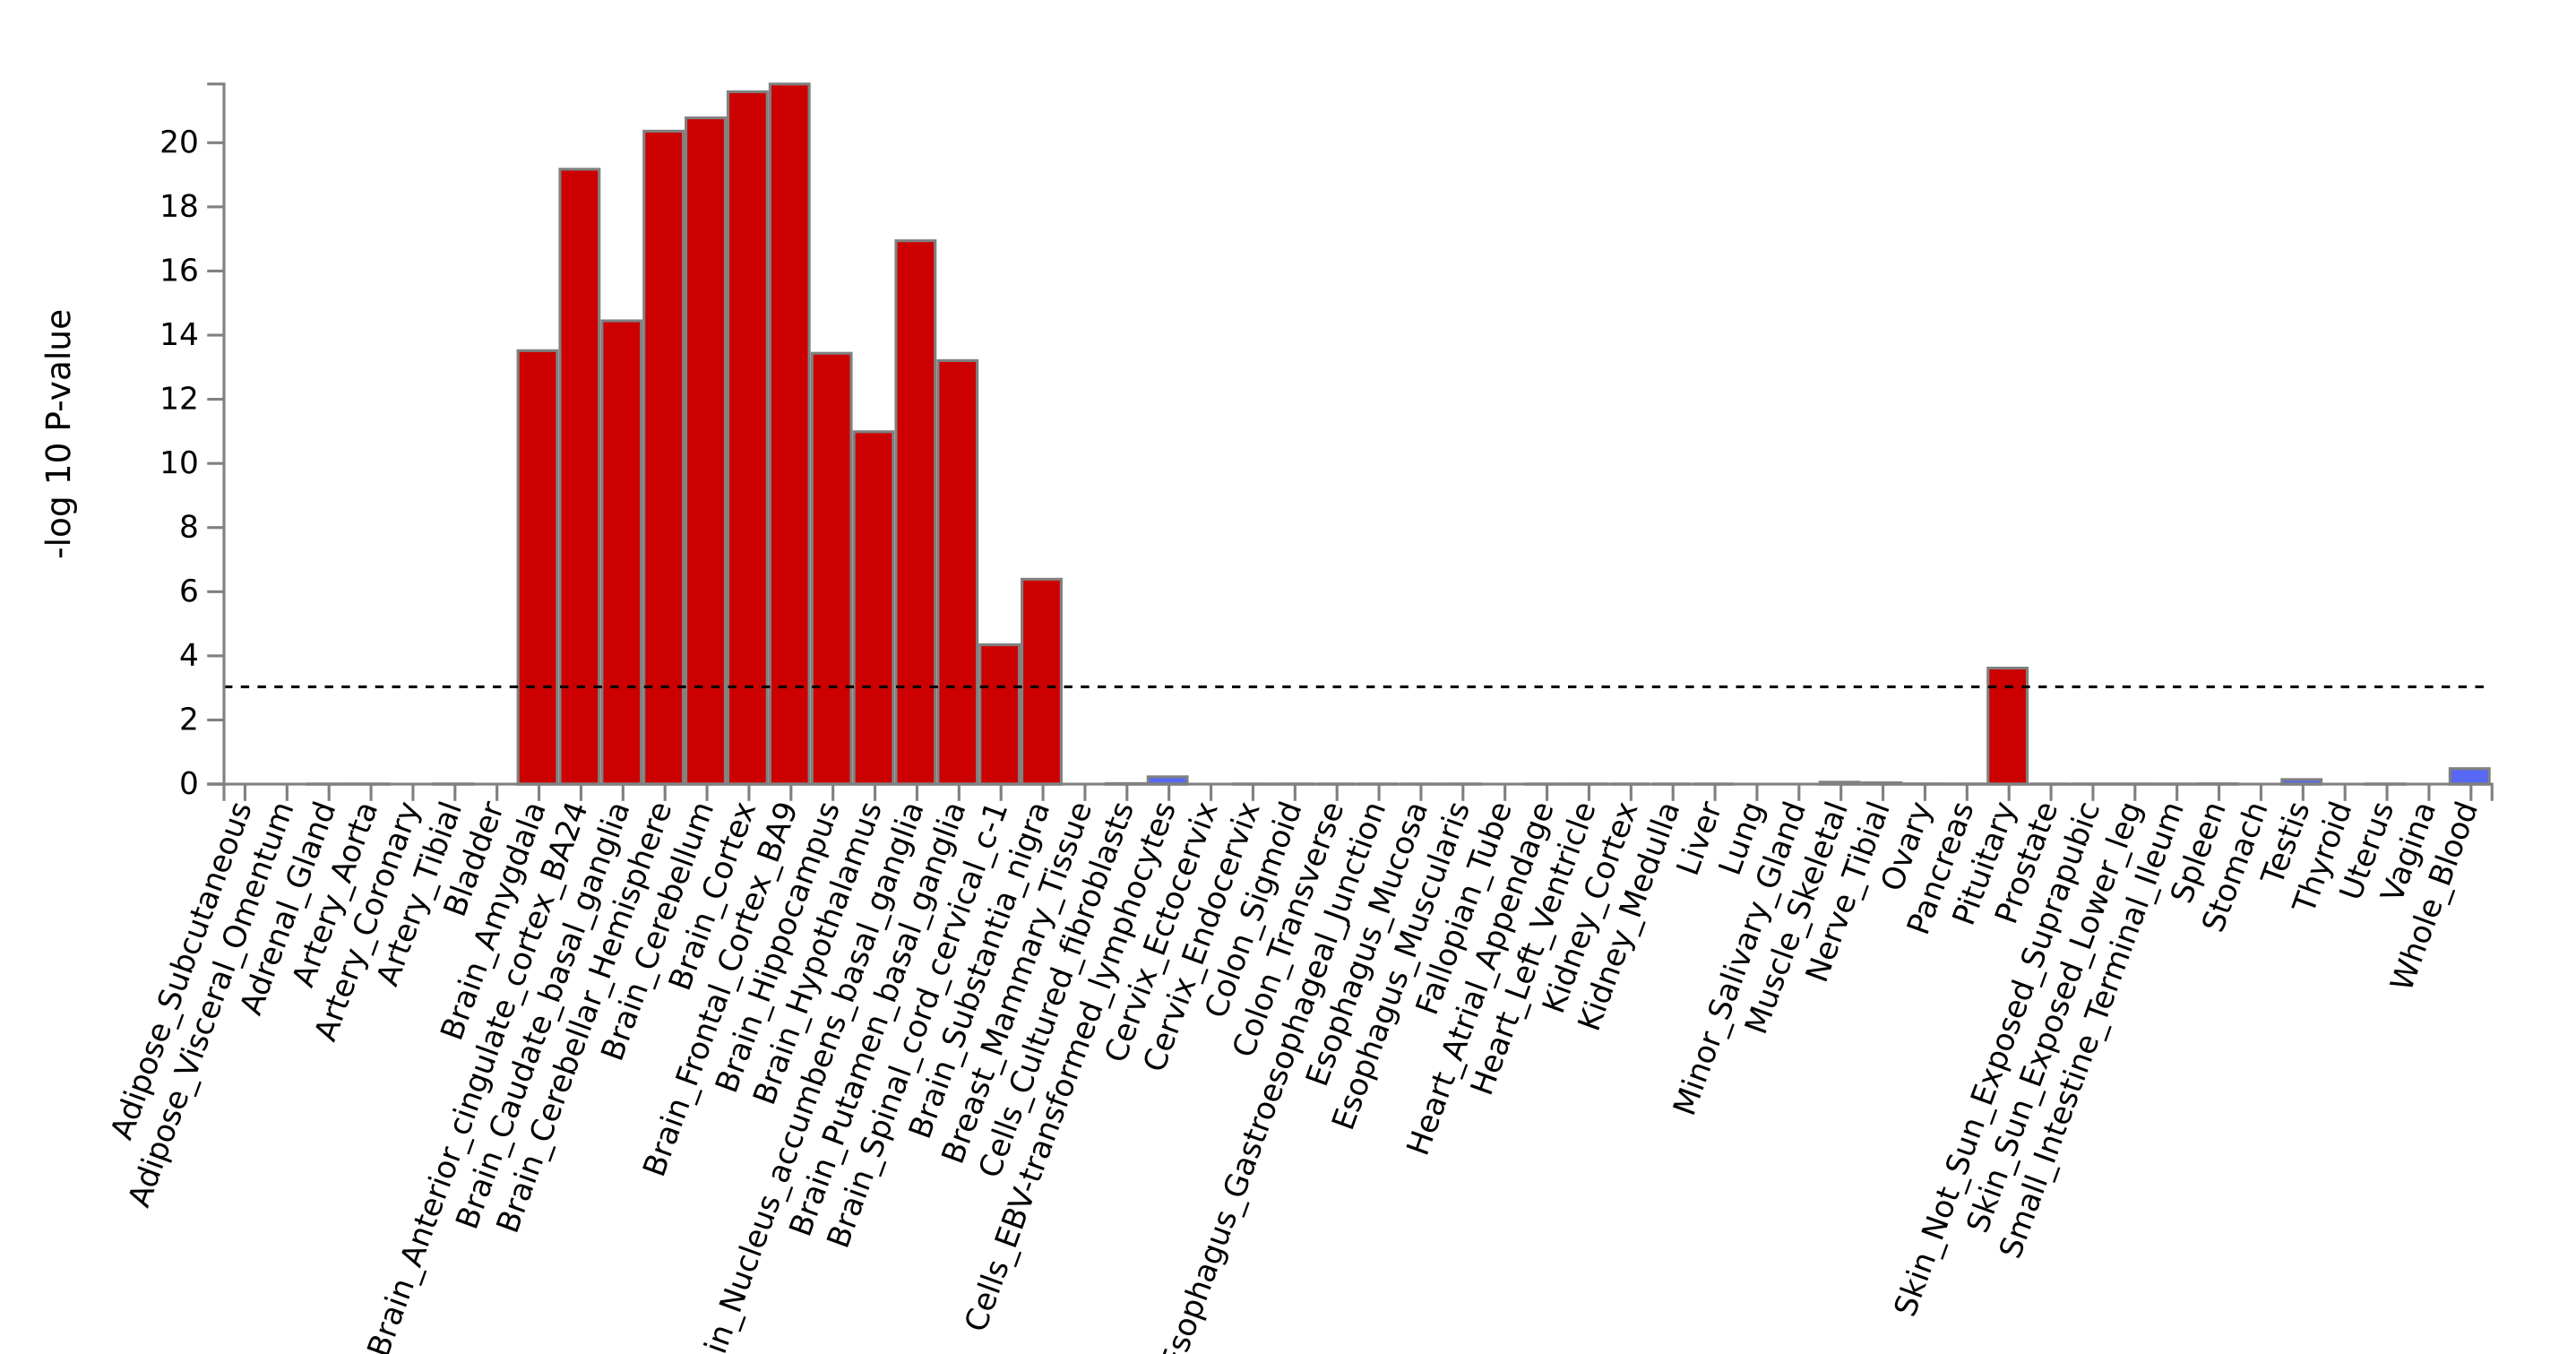 -log 10 P-value
20
18
16
14
12
10
8
6
4
2
0
Adipose_Subcutaneous
Adipose_Visceral_Omentum
Adrenal_Gland
Artery_Aorta
Artery_Coronary
Artery_Tibial
Bladder
Brain_Amygdala
Brain_Anterior_cingulate_cortex_BA24
Brain_Caudate_basal_ganglia
Brain_Cerebellar_Hemisphere
Brain_Cerebellum
Brain_Cortex
Brain_Frontal_Cortex_BA9
Brain_Hippocampus
Brain_Hypothalamus
in_Nucleus_accumbens_basal_ganglia
Brain_Putamen_basal_ganglia
Brain_Spinal_cord_cervical_c-1
Brain_Substantia_nigra
Breast_Mammary_Tissue
Cells_Cultured_fibroblasts
Cells_EBV-transformed_lymphocytes
Cervix_Ectocervix
Cervix_Endocervix
Colon_Sigmoid
Colon_Transverse
Esophagus_Gastroesophageal_Junction
Esophagus_Mucosa
Esophagus_Muscularis
Fallopian_Tube
Heart_Atrial_Appendage
Heart_Left_Ventricle
Kidney_Cortex
Kidney_Medulla
Liver
Lung
Minor_Salivary_Gland
Muscle_Skeletal
Nerve_Tibial
Ovary
Pancreas
Pituitary
Prostate
Skin_Not_Sun_Exposed_Suprapubic
Skin_Sun_Exposed_Lower_leg
Small_Intestine_Terminal_Ileum
Spleen
Stomach
Testis
Thyroid
Uterus
Vagina
Whole_Blood